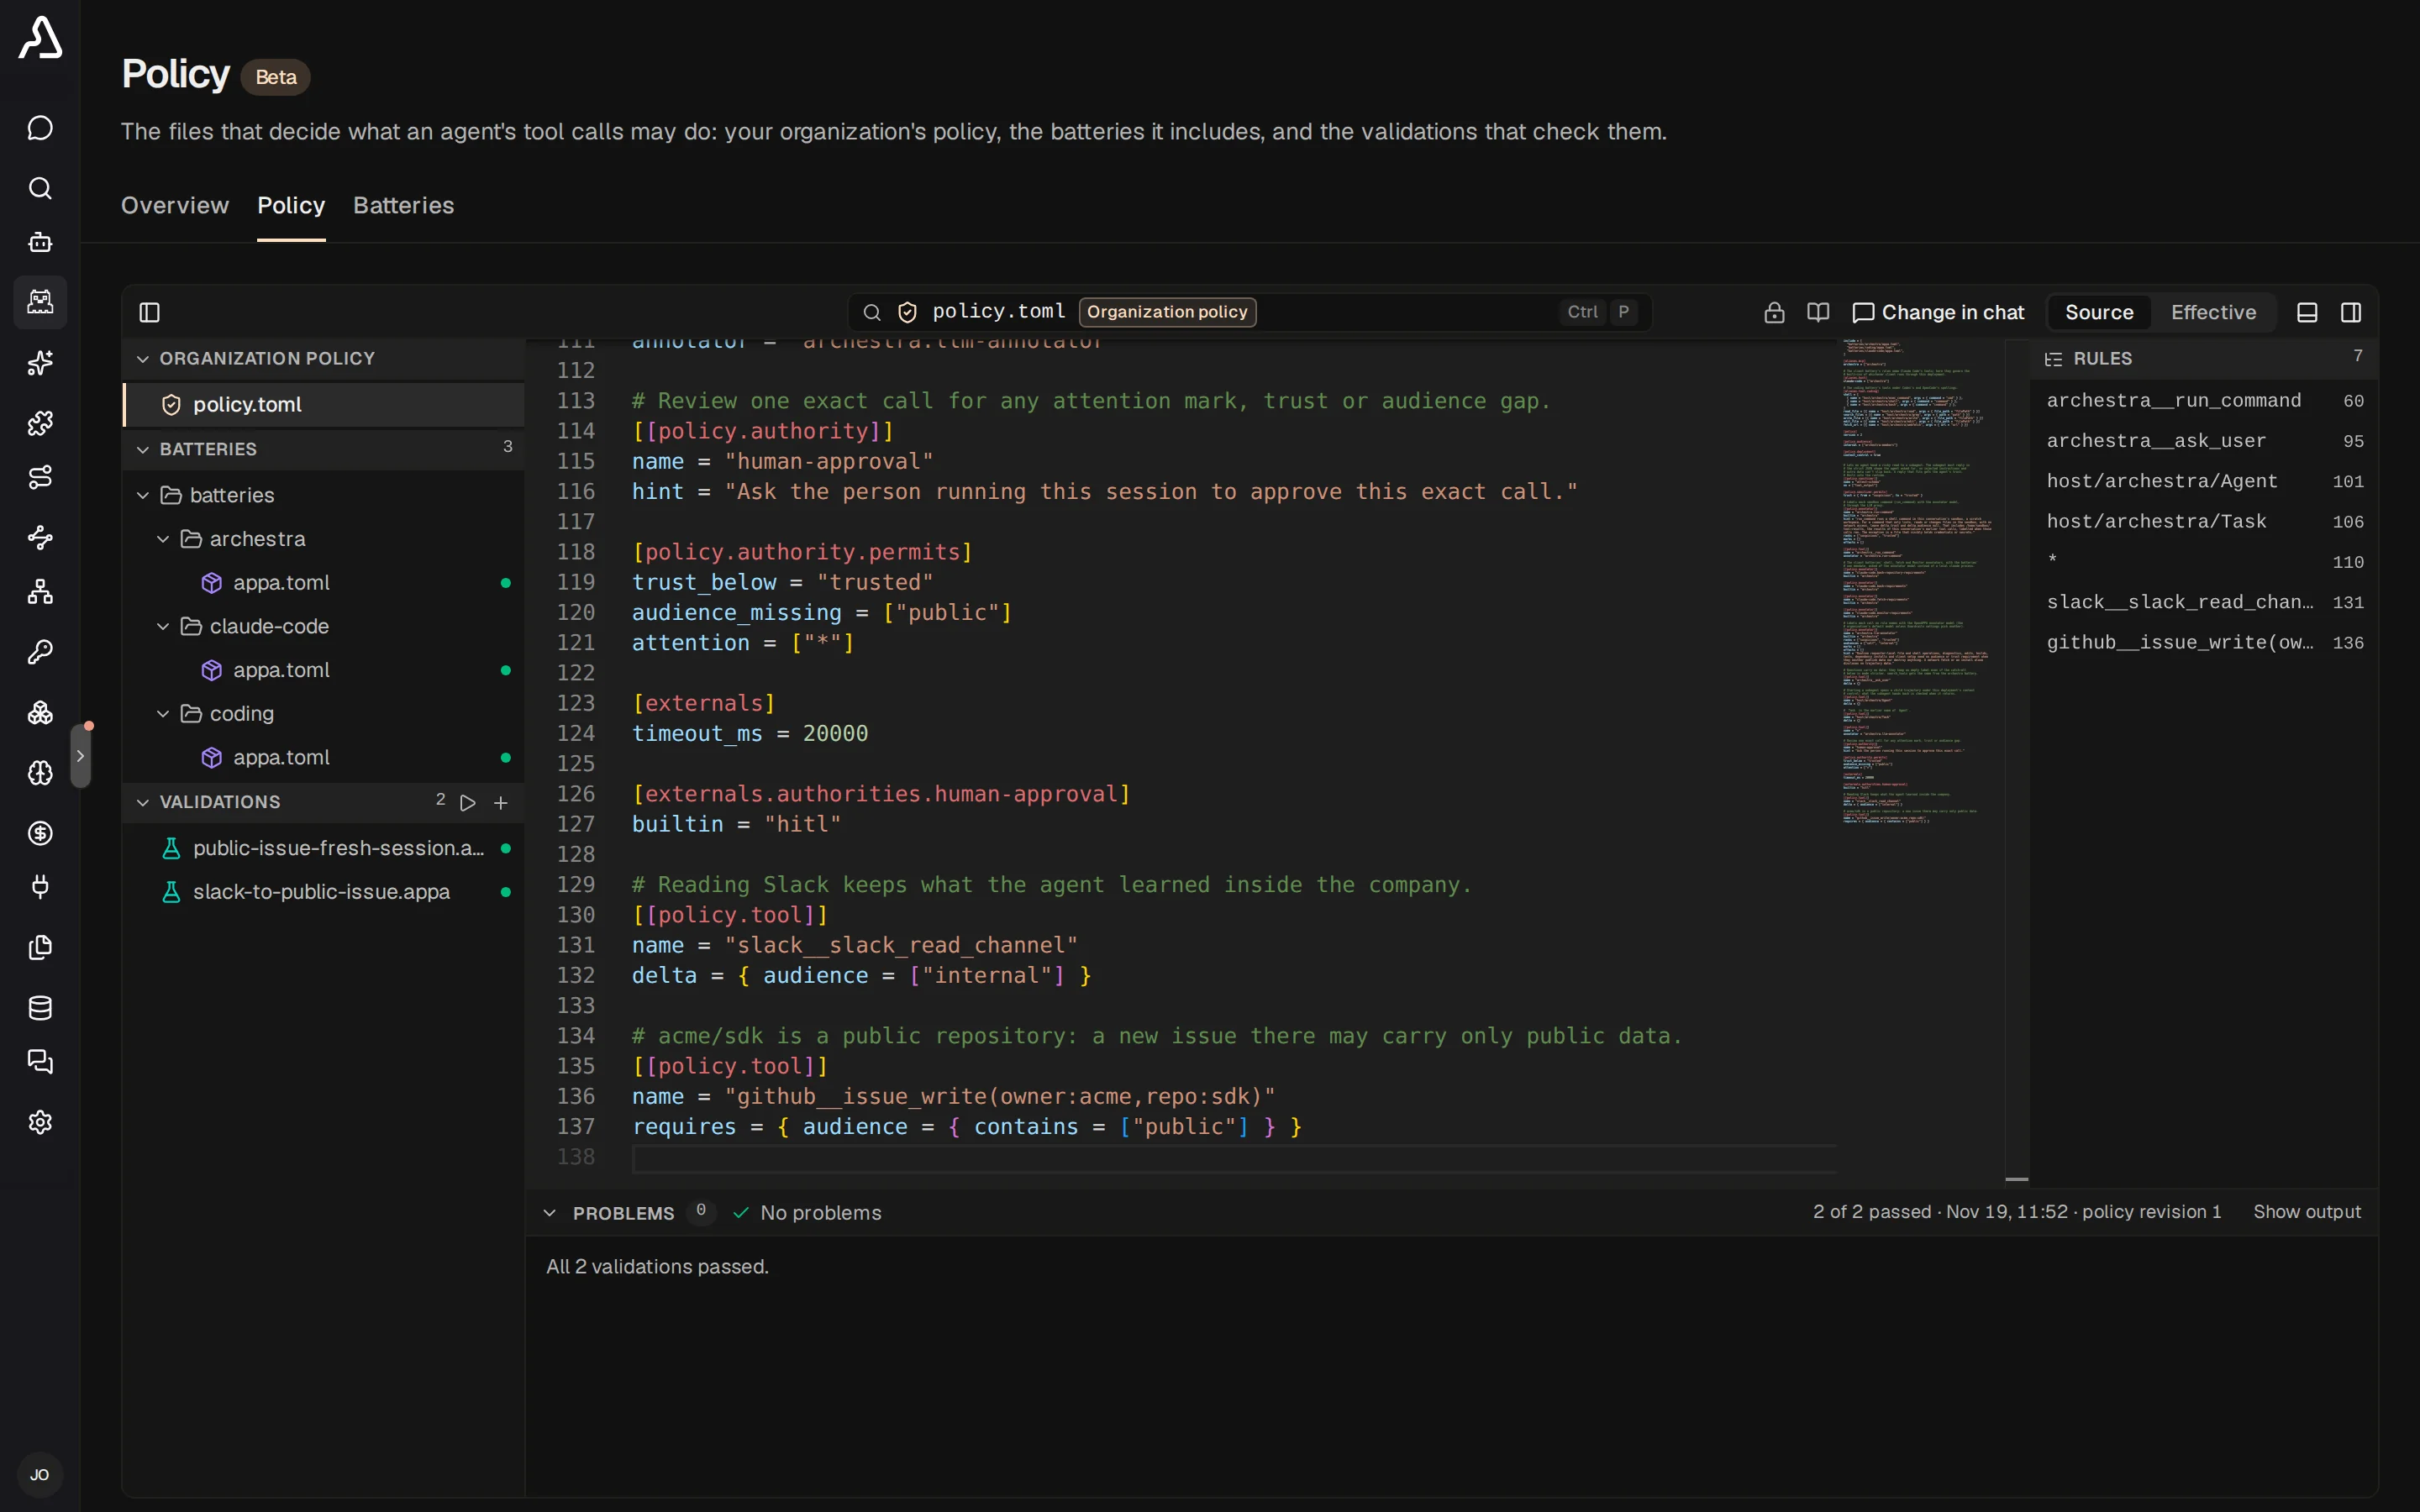 Policy Beta
The files that decide what an agent's tool calls may do: your organization's policy, the batteries it includes, and the validations that check them.
Overview Policy Batteries
policy.toml Organization policy Ctrl P Change in chat Source Effective
ORGANIZATION POLICY
policy.toml
BATTERIES 3
batteries
archestra
appa.toml
claude-code
appa.toml
coding
appa.toml
VALIDATIONS 2
public-issue-fresh-session.a...
slack-to-public-issue.appa
111 annotator = "archestra.llm-annotator"
112
113 # Review one exact call for any attention mark, trust or audience gap.
114 [[policy.authority]]
115 name = "human-approval"
116 hint = "Ask the person running this session to approve this exact call."
117
118 [policy.authority.permits]
119 trust_below = "trusted"
120 audience_missing = ["public"]
121 attention = ["*"]
122
123 [externals]
124 timeout_ms = 20000
125
126 [externals.authorities.human-approval]
127 builtin = "hitl"
128
129 # Reading Slack keeps what the agent learned inside the company.
130 [[policy.tool]]
131 name = "slack__slack_read_channel"
132 delta = { audience = ["internal"] }
133
134 # acme/sdk is a public repository: a new issue there may carry only public data.
135 [[policy.tool]]
136 name = "github__issue_write(owner:acme,repo:sdk)"
137 requires = { audience = { contains = ["public"] } }
138
RULES 7
archestra__run_command 60
archestra__ask_user 95
host/archestra/Agent 101
host/archestra/Task 106
* 110
slack__slack_read_chan... 131
github__issue_write(ow... 136
PROBLEMS 0 No problems
2 of 2 passed · Nov 19, 11:52 · policy revision 1 Show output
All 2 validations passed.
JO